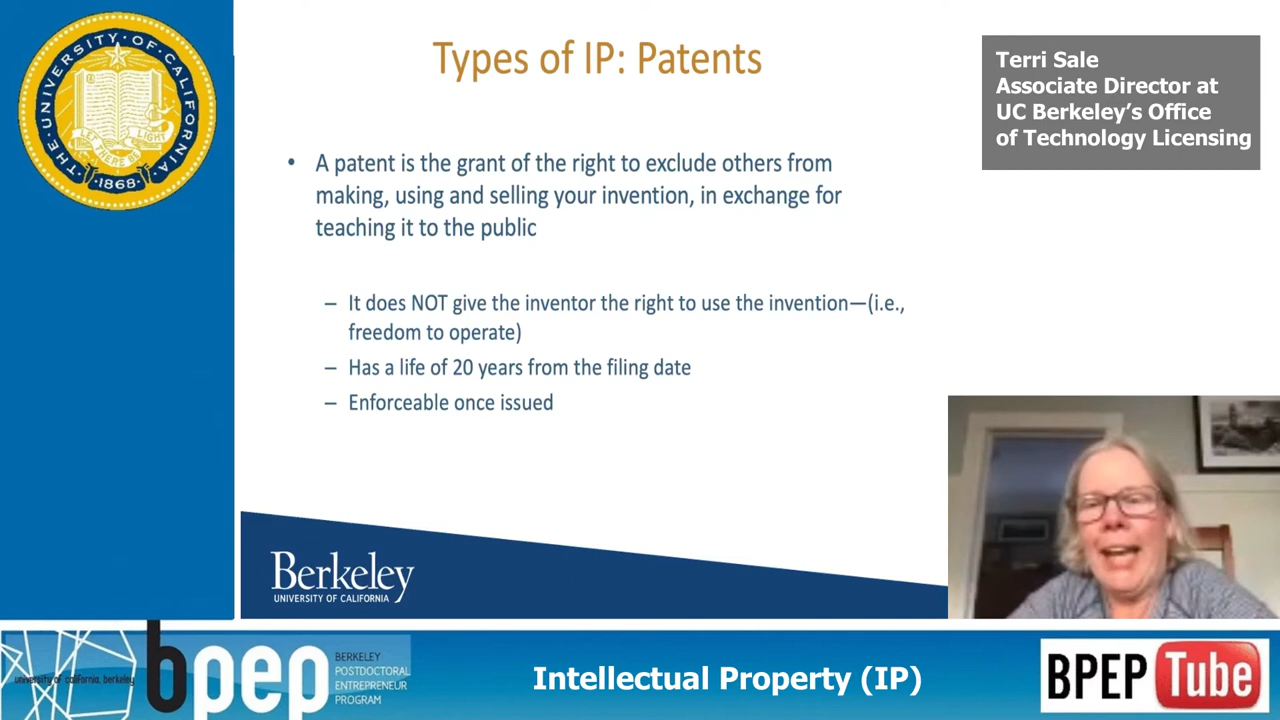 THE·UNIVERSITY·OF·CALIFORNIA
LET THERE BE LIGHT
·1868·
Types of IP: Patents
• A patent is the grant of the right to exclude others from
making, using and selling your invention, in exchange for
teaching it to the public
– It does NOT give the inventor the right to use the invention—(i.e.,
freedom to operate)
– Has a life of 20 years from the filing date
– Enforceable once issued
Terri Sale
Associate Director at
UC Berkeley’s Office
of Technology Licensing
Berkeley
UNIVERSITY OF CALIFORNIA
university of california, berkeley
bpep
BERKELEY
POSTDOCTORAL
ENTREPRENEUR
PROGRAM
Intellectual Property (IP)
BPEP Tube